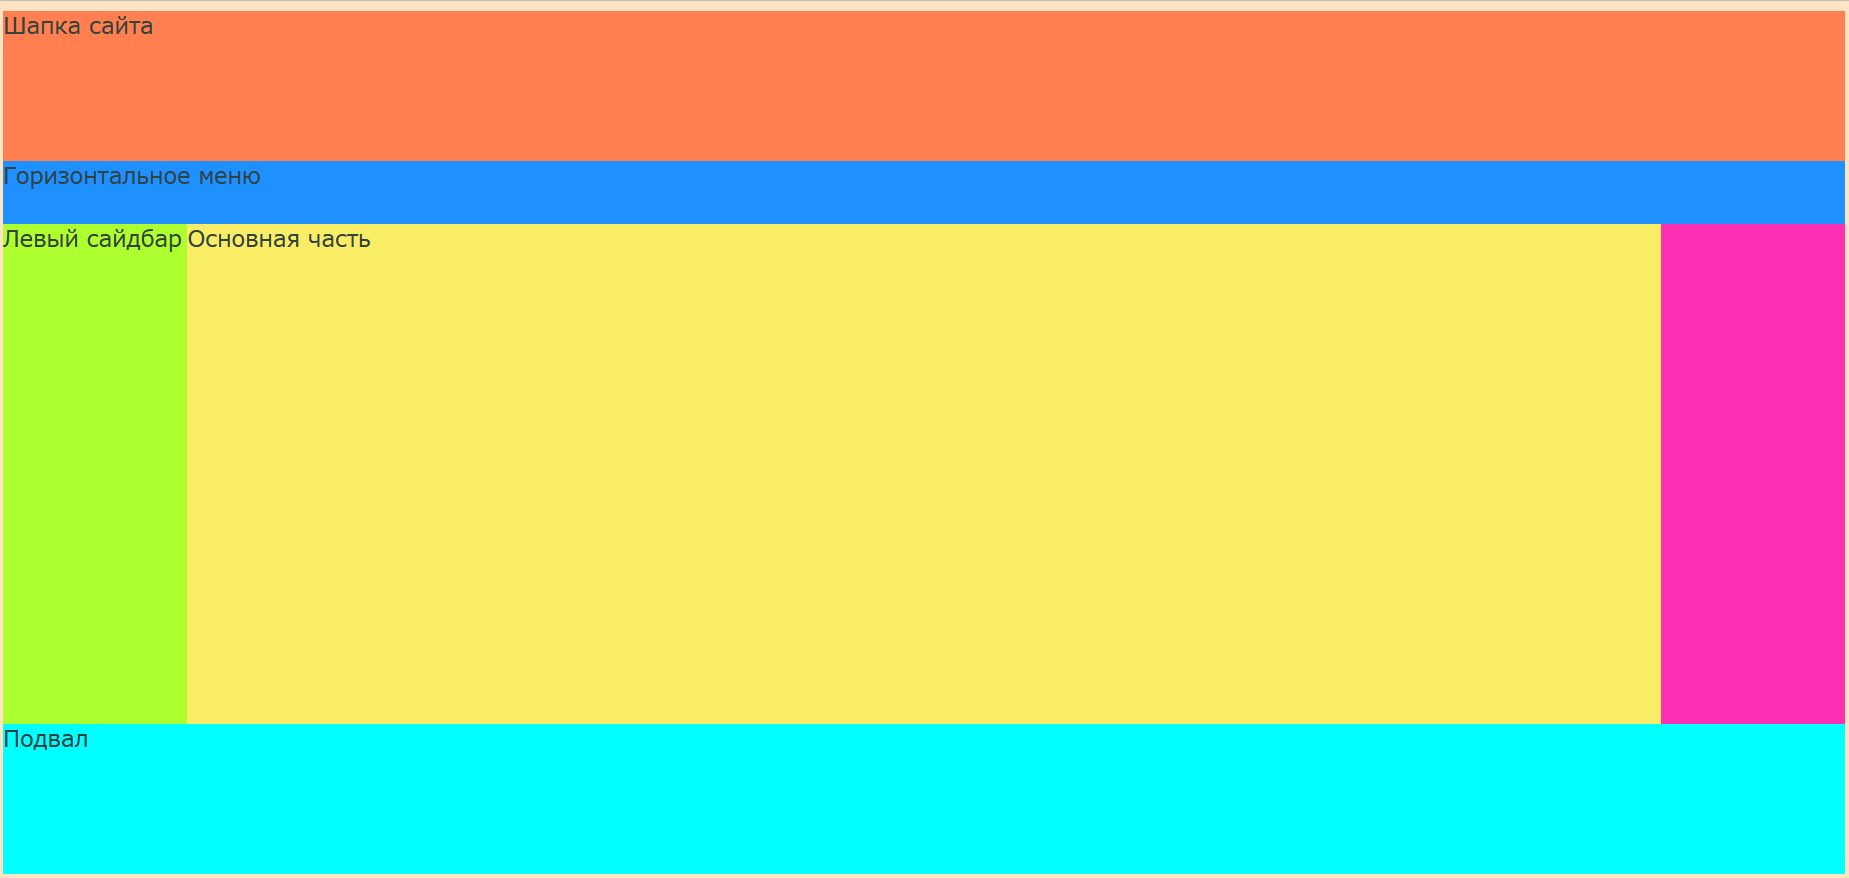 Шапка сайта
Горизонтальное меню
Левый сайдбар
Основная часть
Подвал